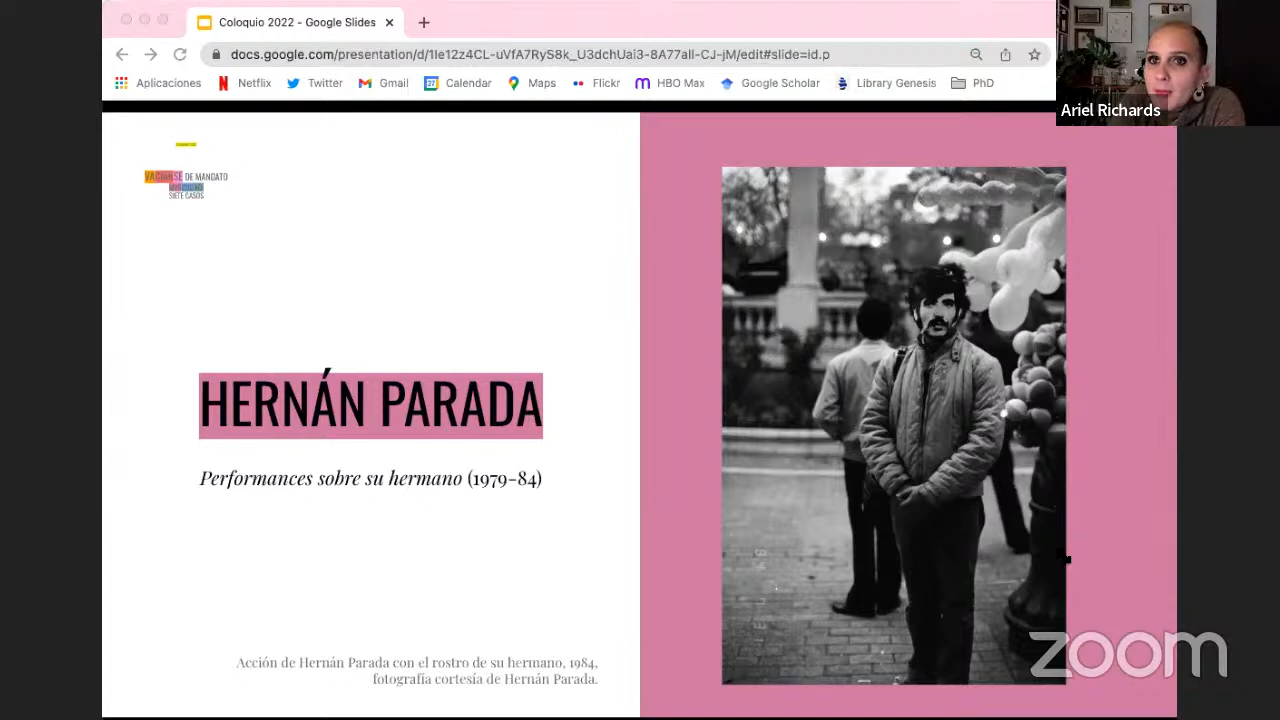 Coloquio 2022 - Google Slides
docs.google.com/presentation/d/1Ie12z4CL-uVfA7RyS8k_U3dchUai3-8A77aII-CJ-jM/edit#slide=id.p
Aplicaciones Netflix Twitter Gmail Calendar Maps Flickr HBO Max Google Scholar Library Genesis PhD
Ariel Richards
VACIARSE DE MANDATO
SIETE CASOS
HERNÁN PARADA
Performances sobre su hermano (1979-84)
Acción de Hernán Parada con el rostro de su hermano, 1984,
fotografía cortesía de Hernán Parada.
zoom